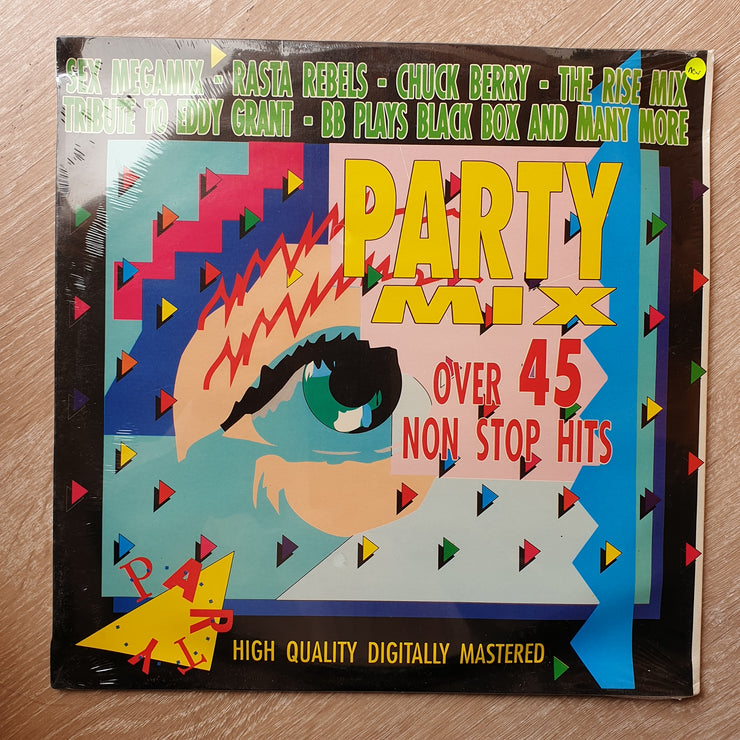 SEX MEGAMIX - RASTA REBELS - CHUCK BERRY - THE RISE MIX
TRIBUTE TO EDDY GRANT - BB PLAYS BLACK BOX AND MANY MORE
PARTY
MIX
OVER 45
NON STOP HITS
PARTY
HIGH QUALITY DIGITALLY MASTERED